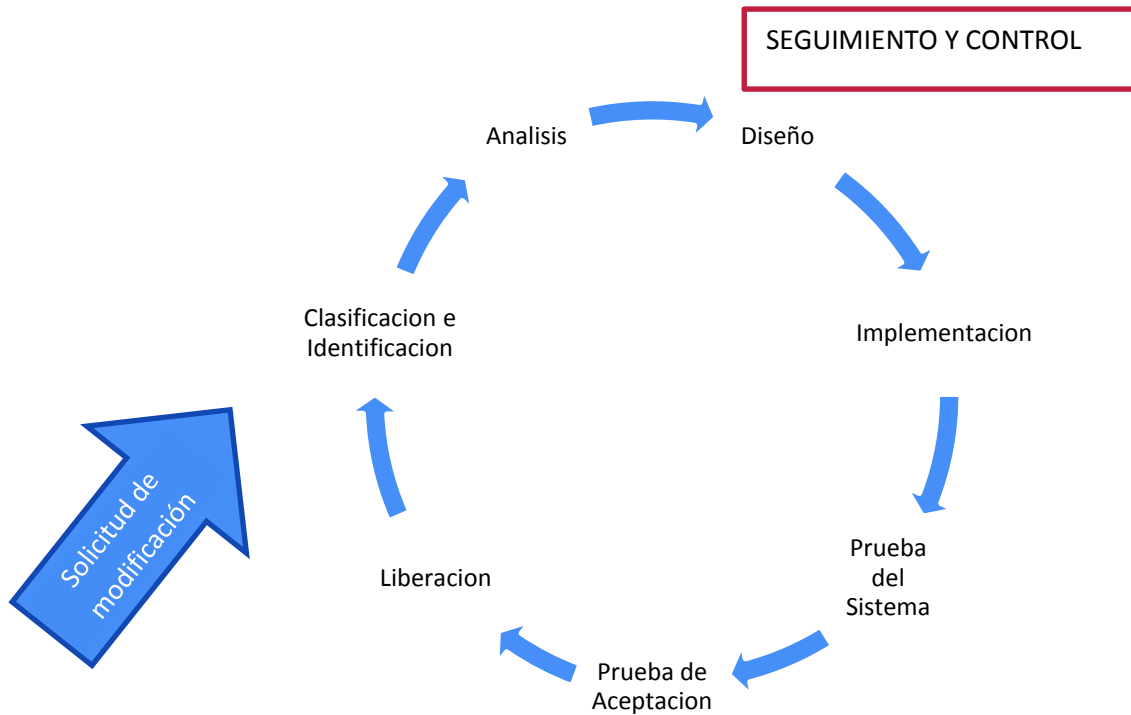 SEGUIMIENTO Y CONTROL
Analisis
Diseño
Clasificacion e
Identificacion
Implementacion
Solicitud de
modificación
Liberacion
Prueba
del
Sistema
Prueba de
Aceptacion